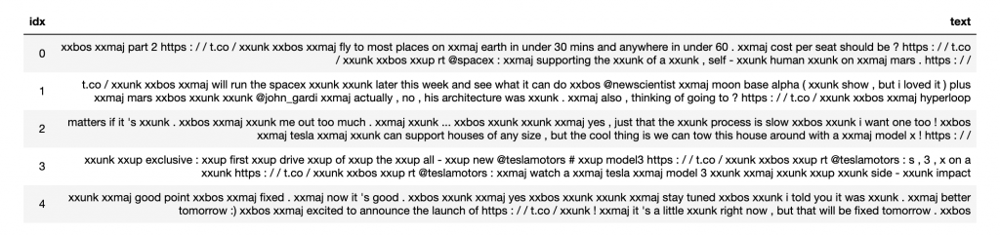 idx text
0 xxbos xxmaj part 2 https : / / t.co / xxunk xxbos xxmaj fly to most places on xxmaj earth in under 30 mins and anywhere in under 60 . xxmaj cost per seat should be ? https : / / t.co
/ xxunk xxbos xxup rt @spacex : xxmaj supporting the xxunk of a xxunk , self - xxunk human xxunk on xxmaj mars . https : / /
1 t.co / xxunk xxbos xxmaj will run the spacex xxunk xxunk later this week and see what it can do xxbos @newscientist xxmaj moon base alpha ( xxunk show , but i loved it ) plus
xxmaj mars xxbos xxunk xxunk @john_gardi xxmaj actually , no , his architecture was xxunk . xxmaj also , thinking of going to ? https : / / t.co / xxunk xxbos xxmaj hyperloop
2 matters if it 's xxunk . xxbos xxmaj xxunk me out too much . xxmaj xxunk ... xxbos xxunk xxunk xxmaj yes , just that the xxunk process is slow xxbos xxunk i want one too ! xxbos
xxmaj tesla xxmaj xxunk can support houses of any size , but the cool thing is we can tow this house around with a xxmaj model x ! https : / /
3 xxunk xxup exclusive : xxup first xxup drive xxup of xxup the xxup all - xxup new @teslamotors # xxup model3 https : / / t.co / xxunk xxbos xxup rt @teslamotors : s , 3 , x on a
xxunk https : / / t.co / xxunk xxbos xxup rt @teslamotors : xxmaj watch a xxmaj tesla xxmaj model 3 xxunk xxmaj xxunk xxup xxunk side - xxunk impact
4 xxunk xxmaj good point xxbos xxmaj fixed . xxmaj now it 's good . xxbos xxunk xxmaj yes xxbos xxunk xxunk xxmaj stay tuned xxbos xxunk i told you it was xxunk . xxmaj better
tomorrow :) xxbos xxmaj excited to announce the launch of https : / / t.co / xxunk ! xxmaj it 's a little xxunk right now , but that will be fixed tomorrow . xxbos